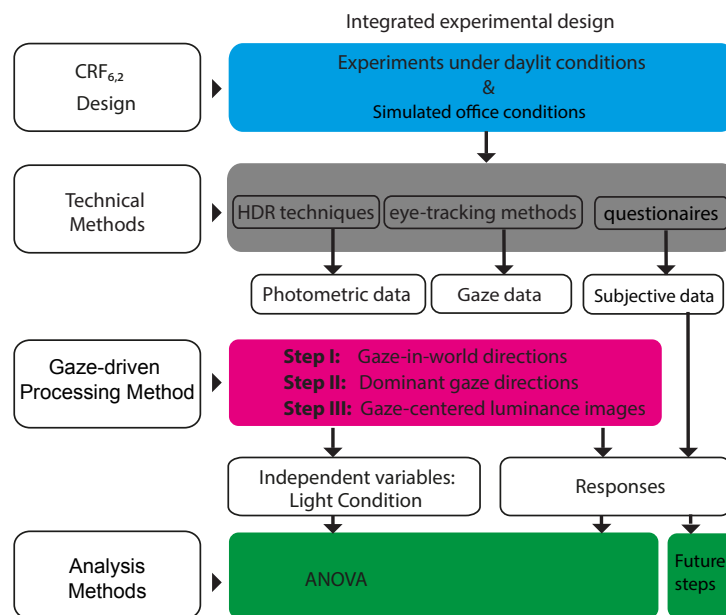 Integrated experimental design
CRF6,2
Design
Experiments under daylit conditions
&
Simulated office conditions
Technical
Methods
HDR techniques
eye-tracking methods
questionaires
Photometric data
Gaze data
Subjective data
Gaze-driven
Processing Method
Step I: Gaze-in-world directions
Step II: Dominant gaze directions
Step III: Gaze-centered luminance images
Independent variables:
Light Condition
Responses
Analysis
Methods
ANOVA
Future
steps